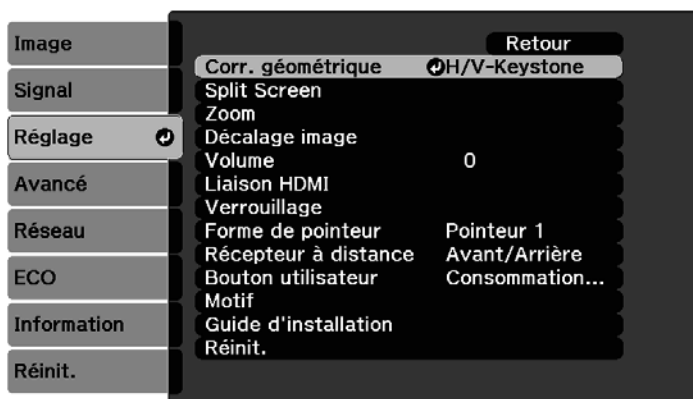 Image
Signal
Réglage
Avancé
Réseau
ECO
Information
Réinit.
Retour
Corr. géométrique H/V-Keystone
Split Screen
Zoom
Décalage image
Volume 0
Liaison HDMI
Verrouillage
Forme de pointeur Pointeur 1
Récepteur à distance Avant/Arrière
Bouton utilisateur Consommation...
Motif
Guide d'installation
Réinit.